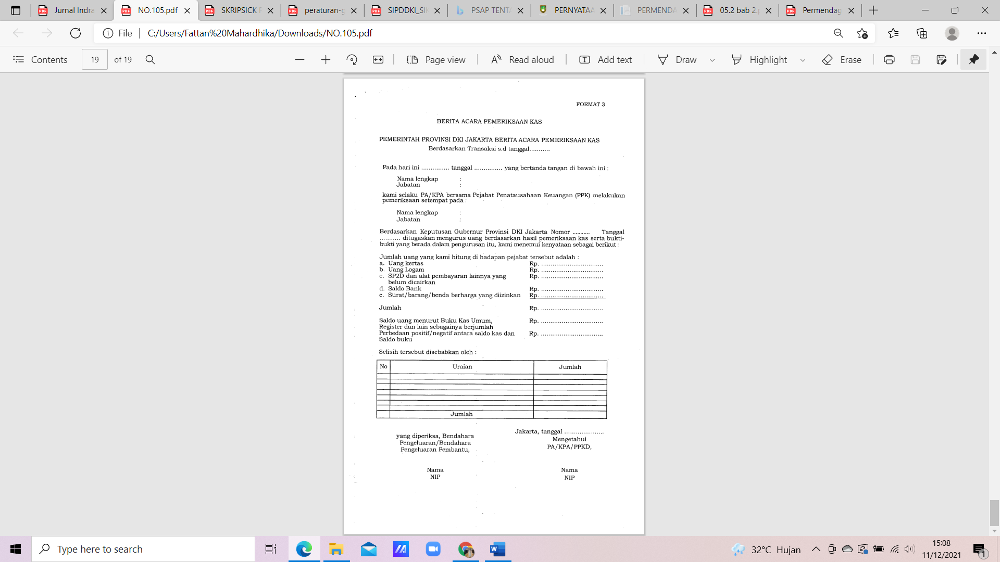 Jurnal Indra
NO.105.pdf
SKRIPSICK
peraturan-g
SIPDDKI_SI
PSAP TENTA
PERNYATAA
PERMENDA
05.2 bab 2.p
Permendag
File
C:/Users/Fattan%20Mahardhika/Downloads/NO.105.pdf
Contents
19 of 19
Page view
Read aloud
Add text
Draw
Highlight
Erase
FORMAT 3
BERITA ACARA PEMERIKSAAN KAS
PEMERINTAH PROVINSI DKI JAKARTA BERITA ACARA PEMERIKSAAN KAS
Berdasarkan Transaksi s.d tanggal...........
Pada hari ini ............... tanggal ............... yang bertanda tangan di bawah ini :
Nama lengkap :
Jabatan :
kami selaku PA/KPA bersama Pejabat Penatausahaan Keuangan (PPK) melakukan
pemeriksaan setempat pada :
Nama lengkap :
Jabatan :
Berdasarkan Keputusan Gubernur Provinsi DKI Jakarta Nomor ........... Tanggal
........... ditugaskan mengurus uang berdasarkan hasil pemeriksaan kas serta bukti-
bukti yang berada dalam pengurusan itu, kami menemui kenyataan sebagai berikut :
Jumlah uang yang kami hitung di hadapan pejabat tersebut adalah :
a. Uang kertas Rp. .................................
b. Uang Logam Rp. .................................
c. SP2D dan alat pembayaran lainnya yang Rp. .................................
belum dicairkan
d. Saldo Bank Rp. .................................
e. Surat/barang/benda berharga yang diizinkan Rp. .................................
Jumlah Rp. .................................
Saldo uang menurut Buku Kas Umum, Rp. .................................
Register dan lain sebagainya berjumlah
Perbedaan positif/negatif antara saldo kas dan Rp. .................................
Saldo buku
Selisih tersebut disebabkan oleh :
No Uraian Jumlah
Jumlah
Jakarta, tanggal .....................
yang diperiksa, Bendahara Mengetahui
Pengeluaran/Bendahara PA/KPA/PPKD,
Pengeluaran Pembantu,
Nama Nama
NIP NIP
Type here to search
32°C Hujan
15:08
11/12/2021
1